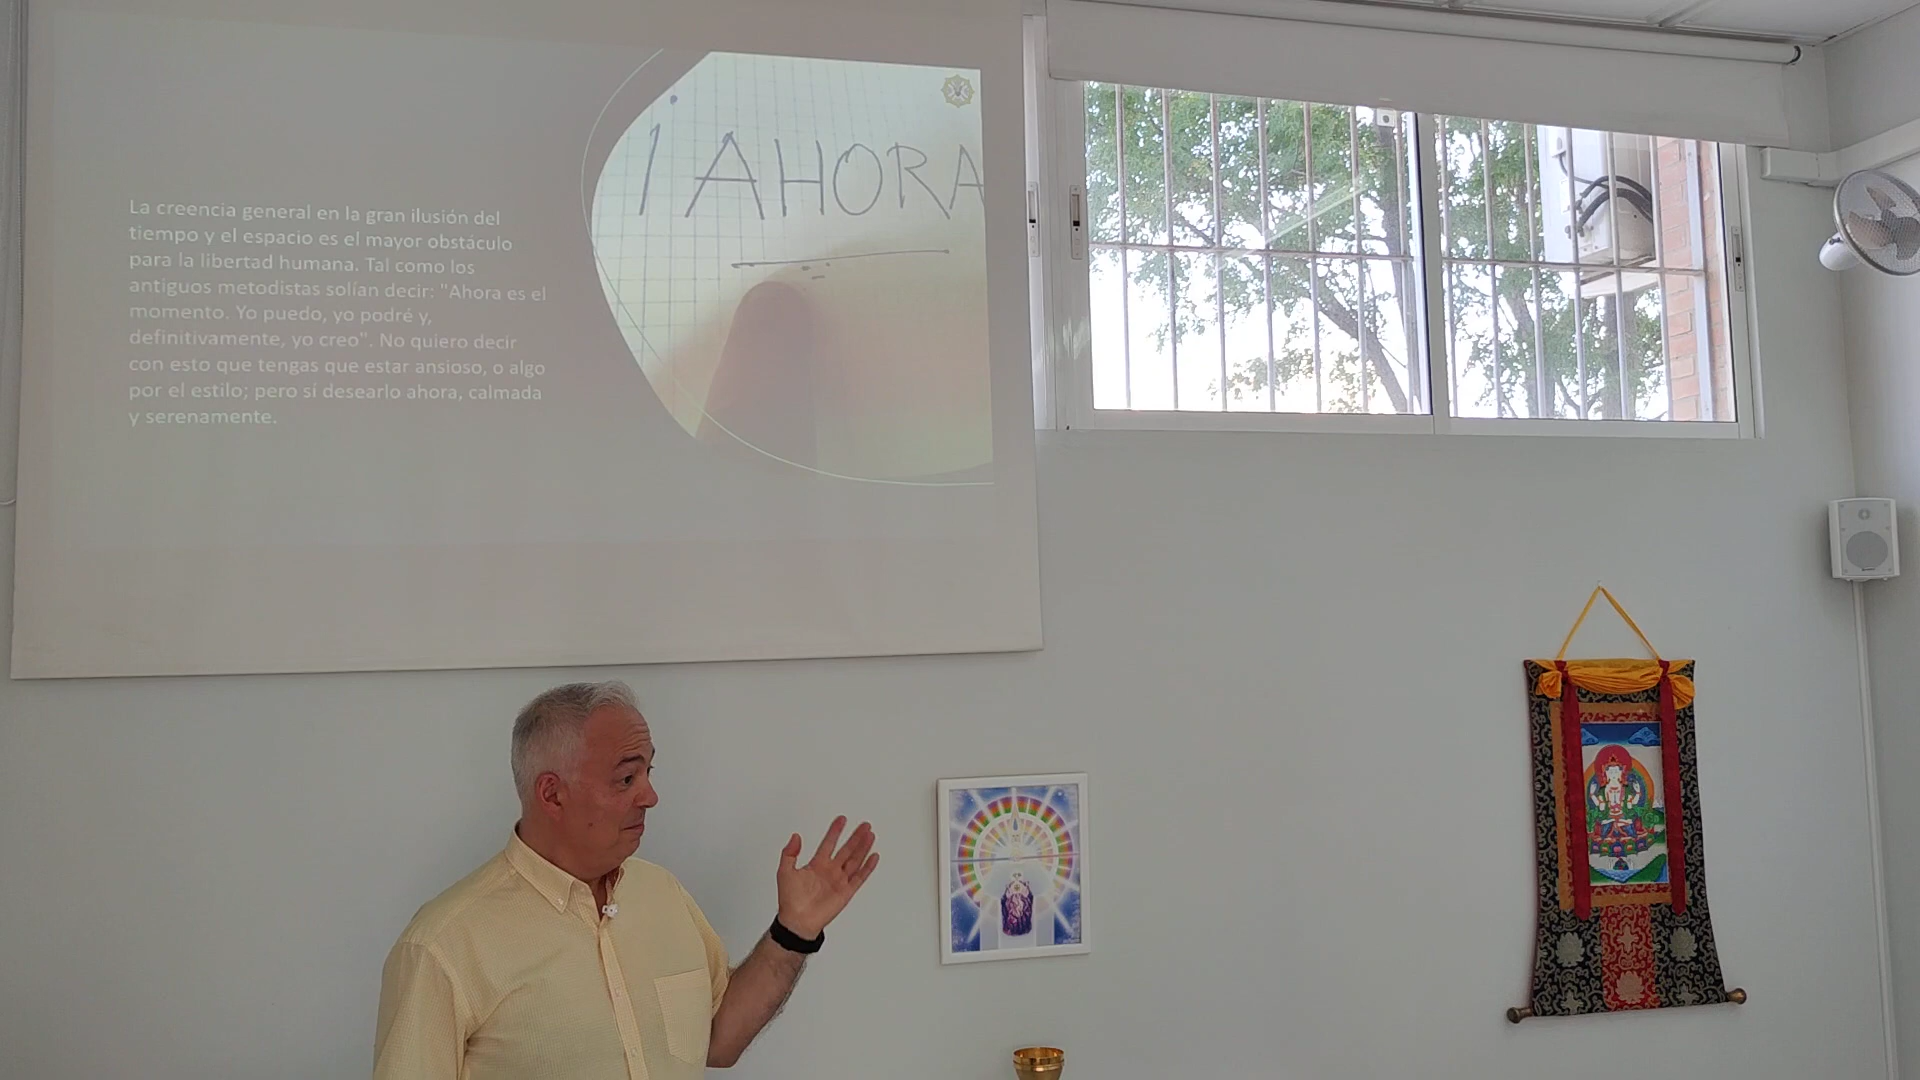 ¡AHORA
La creencia general en la gran ilusión del
tiempo y el espacio es el mayor obstáculo
para la libertad humana. Tal como los
antiguos metodistas solían decir: "Ahora es el
momento. Yo puedo, yo podré y,
definitivamente, yo creo". No quiero decir
con esto que tengas que estar ansioso, o algo
por el estilo; pero sí desearlo ahora, calmada
y serenamente.